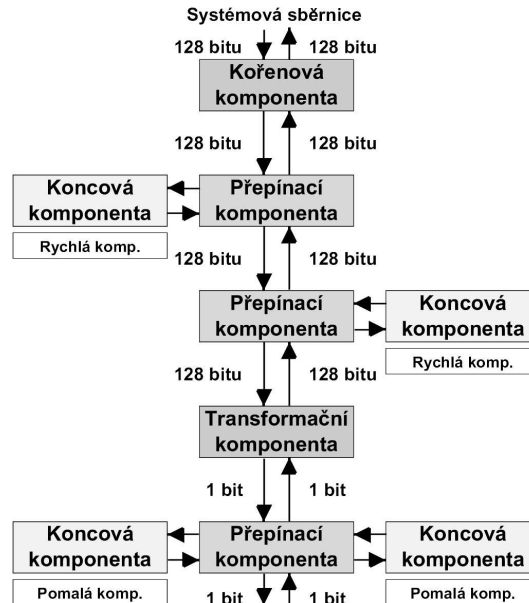 Systémová sběrnice
128 bitu 128 bitu
Kořenová
komponenta
128 bitu 128 bitu
Koncová
komponenta
Rychlá komp.
Přepínací
komponenta
128 bitu 128 bitu
Přepínací
komponenta
Koncová
komponenta
Rychlá komp.
128 bitu 128 bitu
Transformační
komponenta
1 bit 1 bit
Koncová
komponenta
Pomalá komp.
Přepínací
komponenta
Koncová
komponenta
Pomalá komp.
1 bit 1 bit